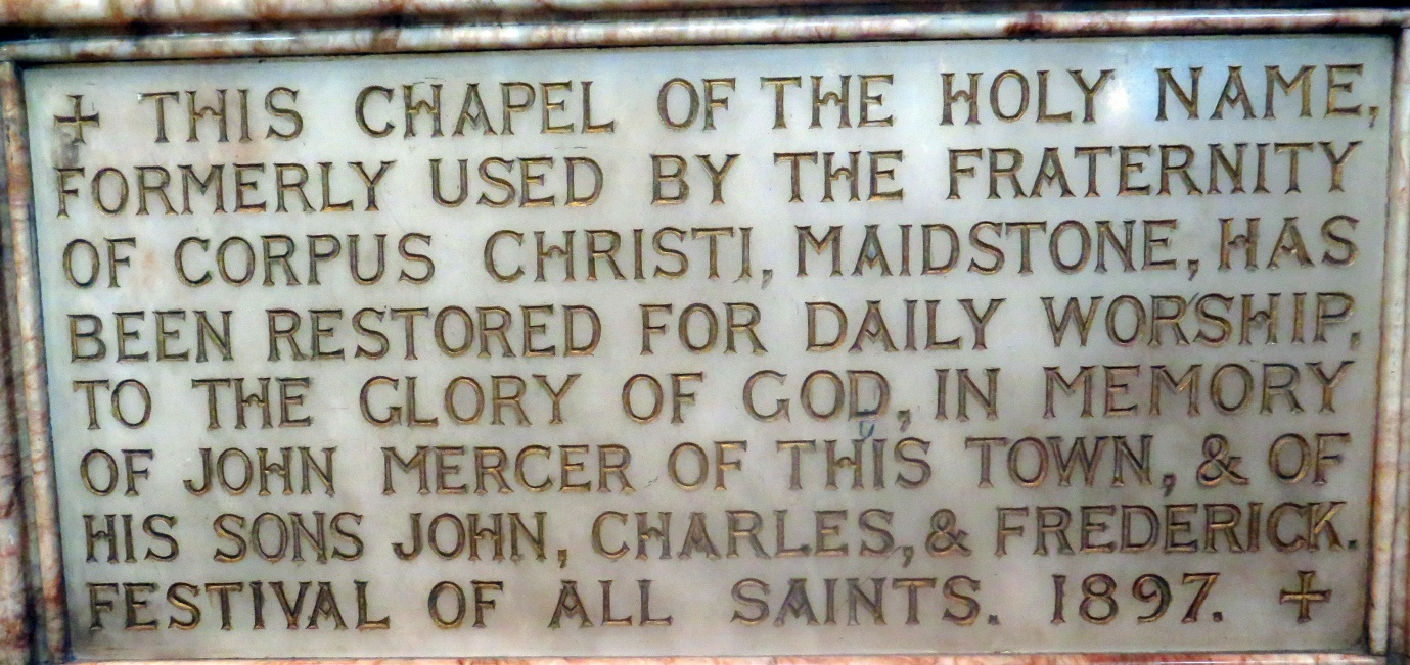 + THIS CHAPEL OF THE HOLY NAME,
FORMERLY USED BY THE FRATERNITY
OF CORPUS CHRISTI, MAIDSTONE, HAS
BEEN RESTORED FOR DAILY WORSHIP,
TO THE GLORY OF GOD, IN MEMORY
OF JOHN MERCER OF THIS TOWN, & OF
HIS SONS JOHN, CHARLES, & FREDERICK.
FESTIVAL OF ALL SAINTS. 1897. +